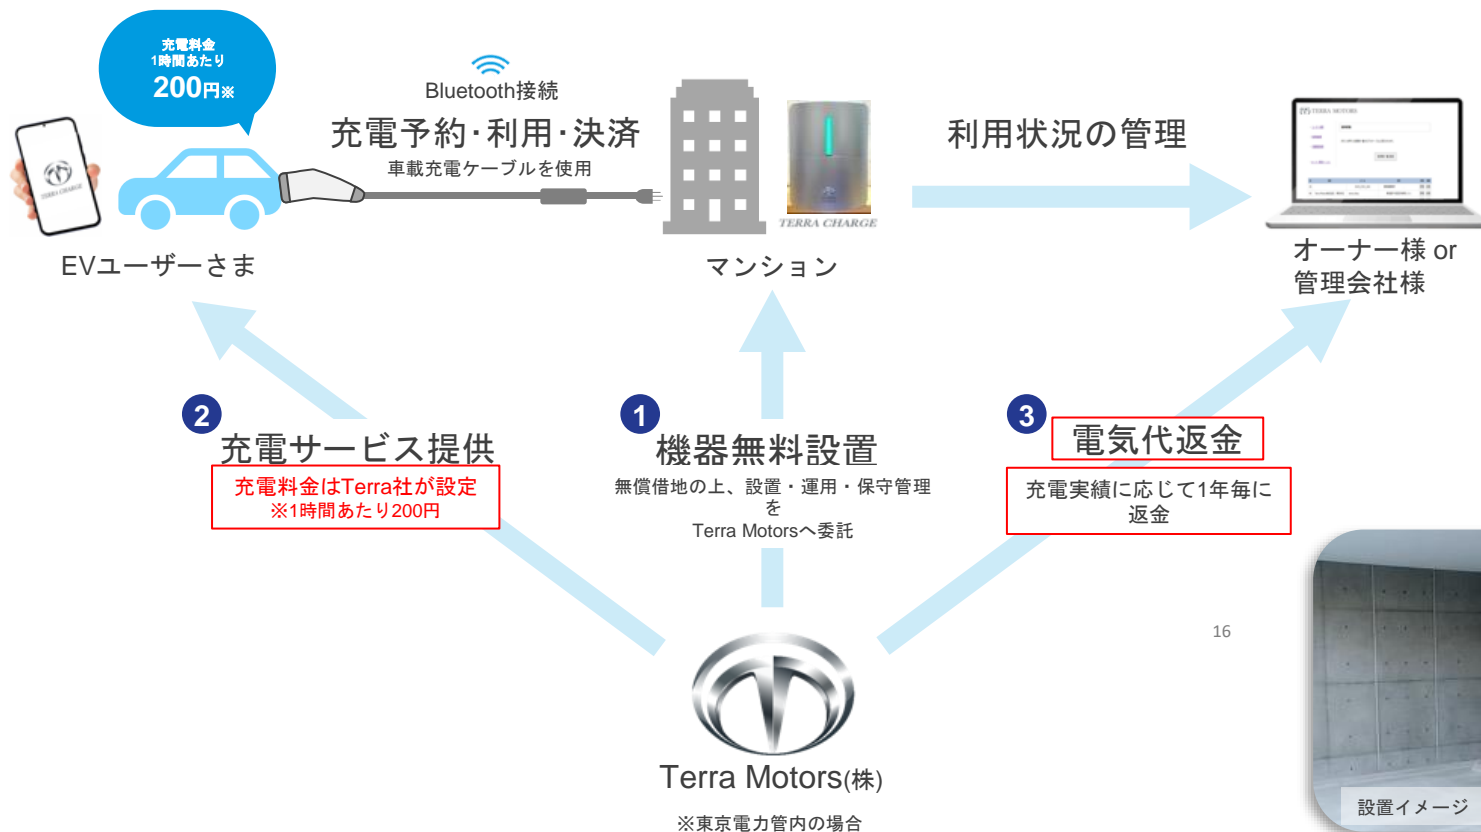 充電料金
1時間あたり
200円※
Bluetooth接続
充電予約･利用･決済
車載充電ケーブルを使用
利用状況の管理
TERRA CHARGE
TERRA CHARGE
TERRA MOTORS
EVユーザーさま
マンション
オーナー様 or
管理会社様
2
充電サービス提供
充電料金はTerra社が設定
※1時間あたり200円
1
機器無料設置
無償借地の上、設置・運用・保守管理
を
Terra Motorsへ委託
3
電気代返金
充電実績に応じて1年毎に
返金
16
Terra Motors(株)
※東京電力管内の場合
設置イメージ